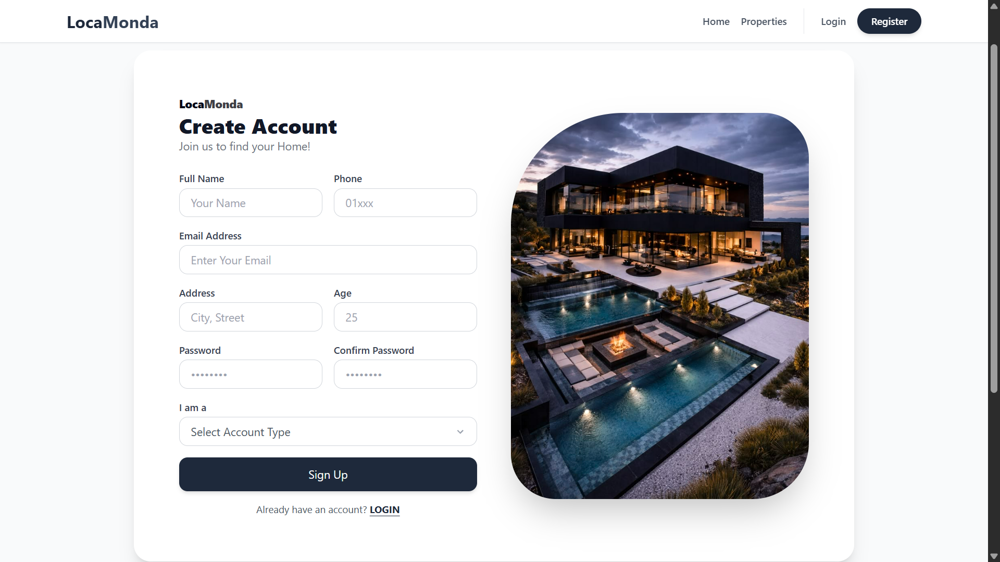 LocaMonda
Home
Properties
Login
Register
LocaMonda
Create Account
Join us to find your Home!
Full Name
Phone
Your Name
01xxx
Email Address
Enter Your Email
Address
Age
City, Street
25
Password
Confirm Password
••••••••
••••••••
I am a
Select Account Type
Sign Up
Already have an account? LOGIN